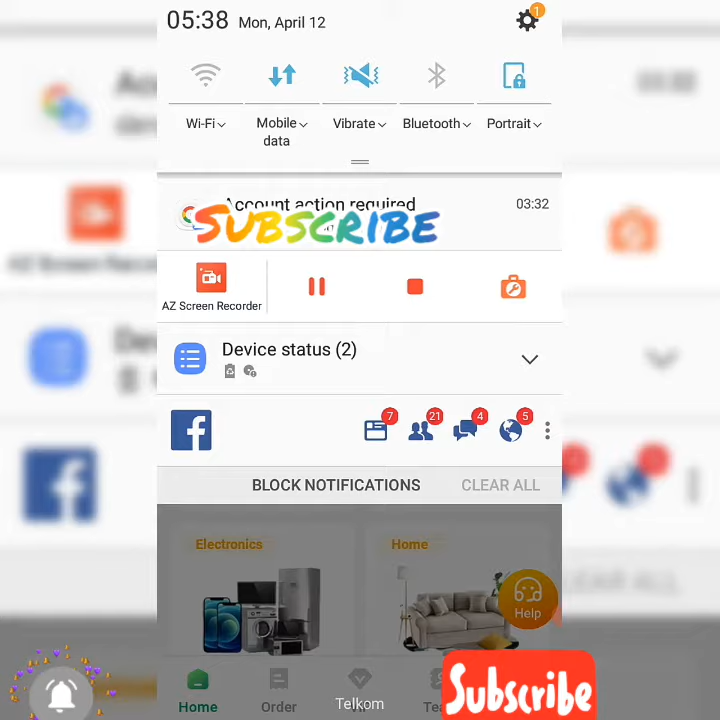 05:38 Mon, April 12
1
Wi-Fi
Mobile data
Vibrate
Bluetooth
Portrait
Account action required
03:32
SUBSCRIBE
AZ Screen Recorder
Device status (2)
7
21
4
5
BLOCK NOTIFICATIONS
CLEAR ALL
Electronics
Home
Help
Home
Order
Telkom
Subscribe